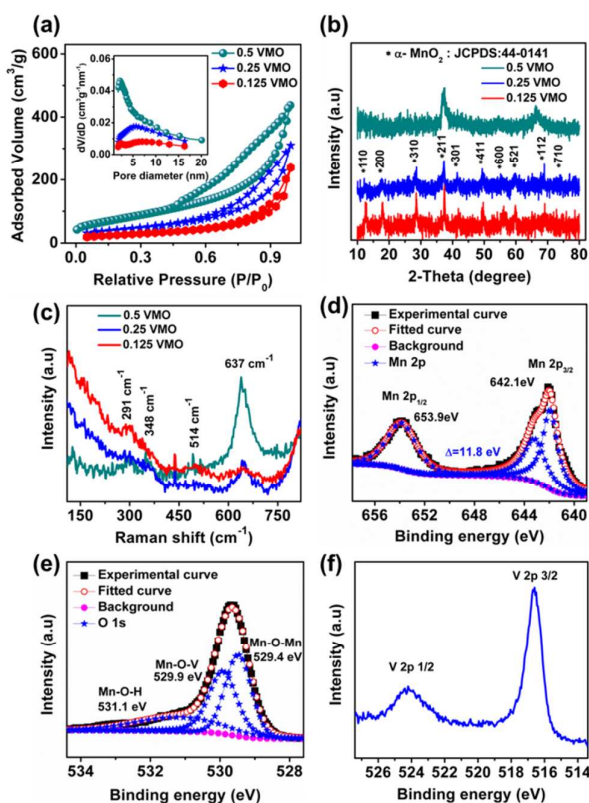 (a)
Adsorbed Volume (cm³/g)
600
500
400
300
200
100
0
0.0 0.3 0.6 0.9
Relative Pressure (P/P₀)
dV/dD (cm³g⁻¹nm⁻¹)
0.06
0.04
0.02
0.00
0 4 8 12 16 20
Pore diameter (nm)
0.5 VMO
0.25 VMO
0.125 VMO
(b)
Intensity (a.u)
* α- MnO₂ : JCPDS:44-0141
0.5 VMO
0.25 VMO
0.125 VMO
*110
*200
*310
*211
*301
*411
*600
*521
*112
*710
10 20 30 40 50 60 70 80
2-Theta (degree)
(c)
Intensity (a.u)
0.5 VMO
0.25 VMO
0.125 VMO
291 cm⁻¹
348 cm⁻¹
514 cm⁻¹
637 cm⁻¹
150 300 450 600 750
Raman shift (cm⁻¹)
(d)
Intensity (a.u)
Experimental curve
Fitted curve
Background
Mn 2p
Mn 2p₃/₂
642.1eV
Mn 2p₁/₂
653.9eV
Δ=11.8 eV
656 652 648 644 640
Binding energy (eV)
(e)
Intensity (a.u)
Experimental curve
Fitted curve
Background
O 1s
Mn-O-Mn
529.4 eV
Mn-O-V
529.9 eV
Mn-O-H
531.1 eV
534 532 530 528
Binding energy (eV)
(f)
Intensity (a.u)
V 2p 3/2
V 2p 1/2
526 524 522 520 518 516 514
Binding energy (eV)